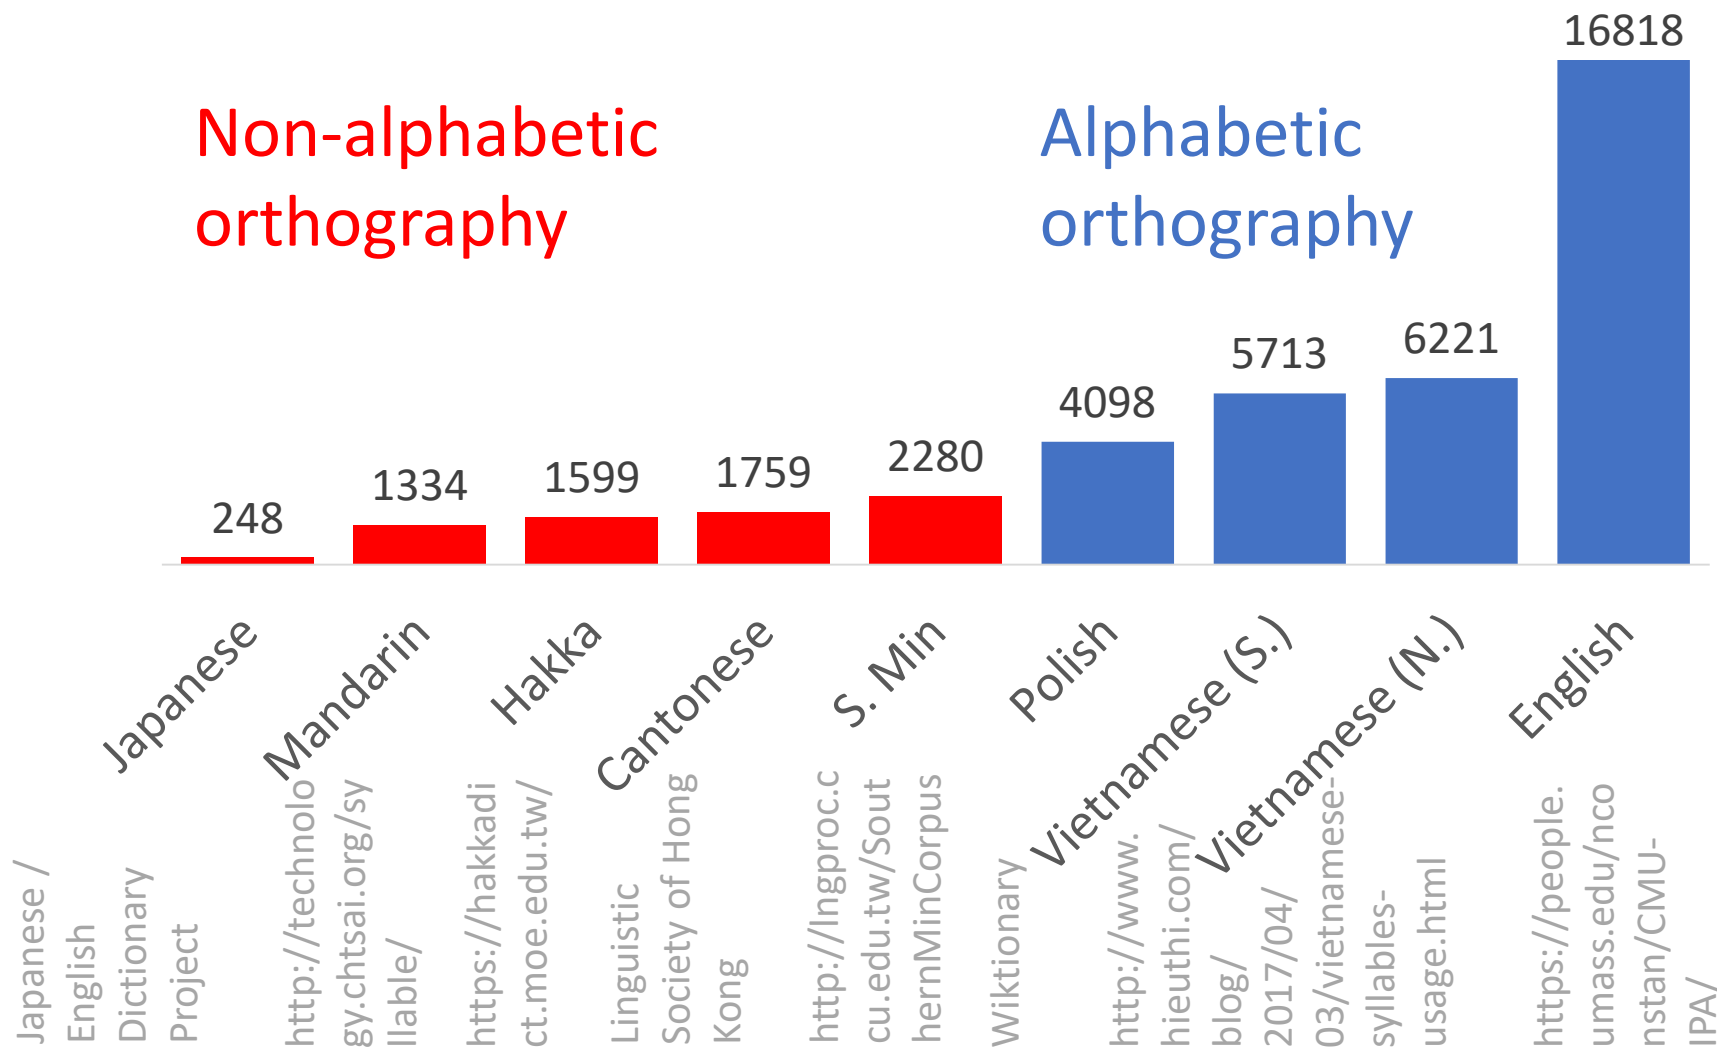 16818
Non-alphabetic
orthography
Alphabetic
orthography
248
1334
1599
1759
2280
4098
5713
6221
Japanese
Mandarin
Hakka
Cantonese
S. Min
Polish
Vietnamese (S.)
Vietnamese (N.)
English
Japanese /
English
Dictionary
Project
http://technolo
gy.chtsai.org/sy
llable/
https://hakkadi
ct.moe.edu.tw/
Linguistic
Society of Hong
Kong
http://lngproc.c
cu.edu.tw/Sout
hernMinCorpus
Wiktionary
http://www.
hieuthi.com/
blog/
2017/04/
03/vietnamese-
syllables-
usage.html
https://people.
umass.edu/nco
nstan/CMU-
IPA/